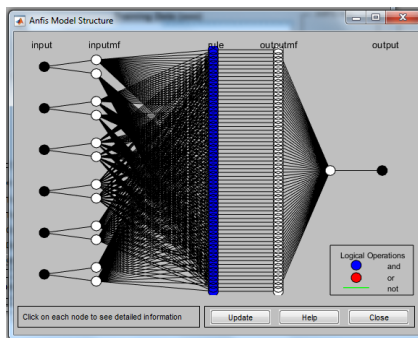 Anfis Model Structure
input
inputmf
rule
outputmf
output
Logical Operations
and
or
not
Click on each node to see detailed information
Update
Help
Close